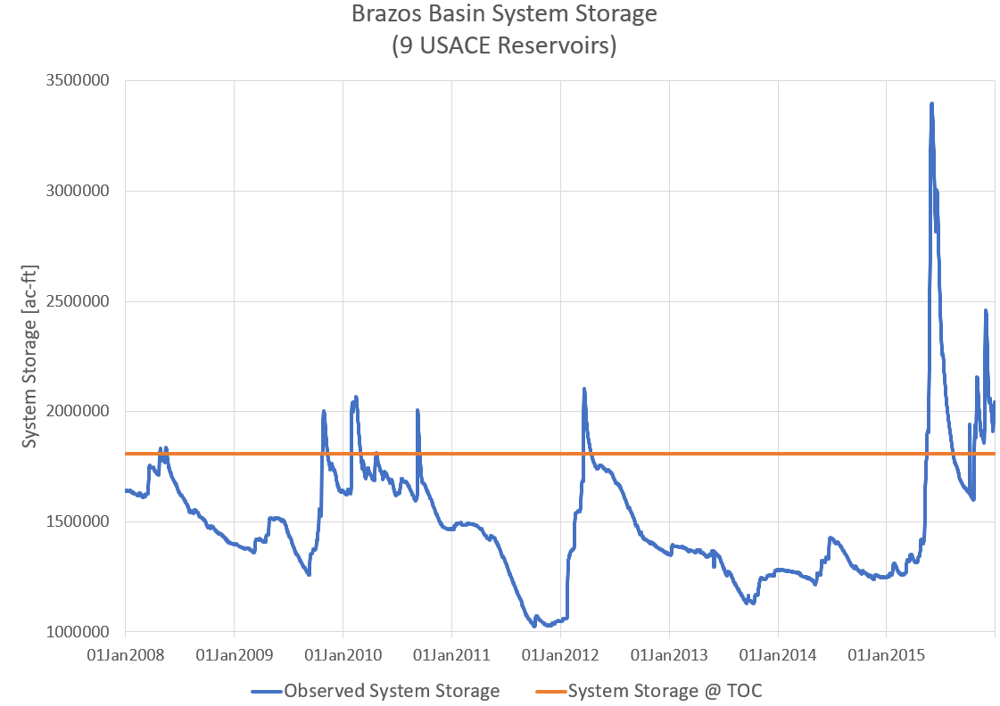 Brazos Basin System Storage
(9 USACE Reservoirs)
3500000
3000000
2500000
2000000
1500000
1000000
System Storage [ac-ft]
01Jan2008 01Jan2009 01Jan2010 01Jan2011 01Jan2012 01Jan2013 01Jan2014 01Jan2015
Observed System Storage System Storage @ TOC